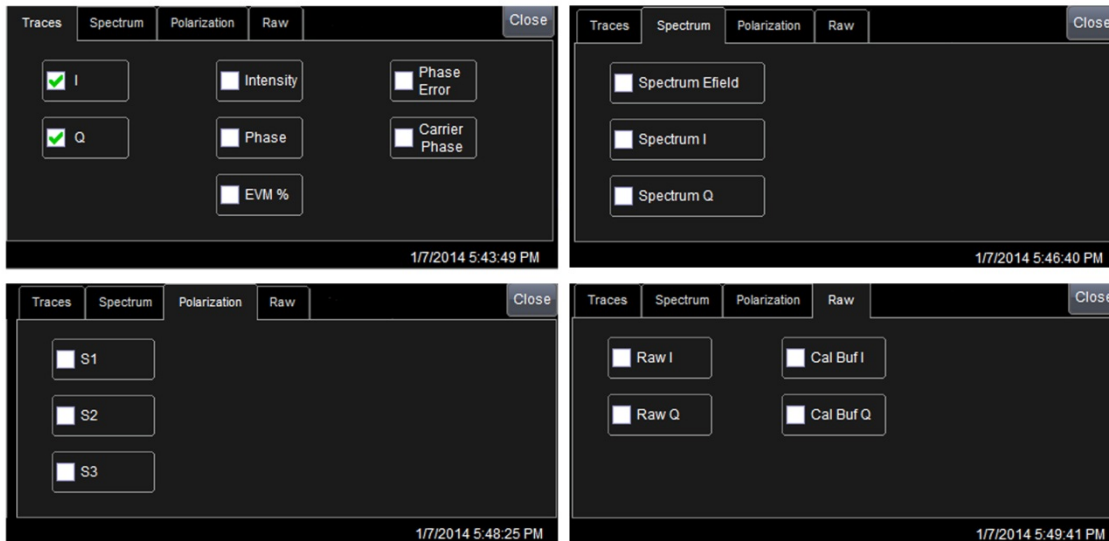 Traces Spectrum Polarization Raw Close
I Intensity Phase Error
Q Phase Carrier Phase
EVM %
1/7/2014 5:43:49 PM
Traces Spectrum Polarization Raw Close
Spectrum Efield
Spectrum I
Spectrum Q
1/7/2014 5:46:40 PM
Traces Spectrum Polarization Raw Close
S1
S2
S3
1/7/2014 5:48:25 PM
Traces Spectrum Polarization Raw Close
Raw I Cal Buf I
Raw Q Cal Buf Q
1/7/2014 5:49:41 PM